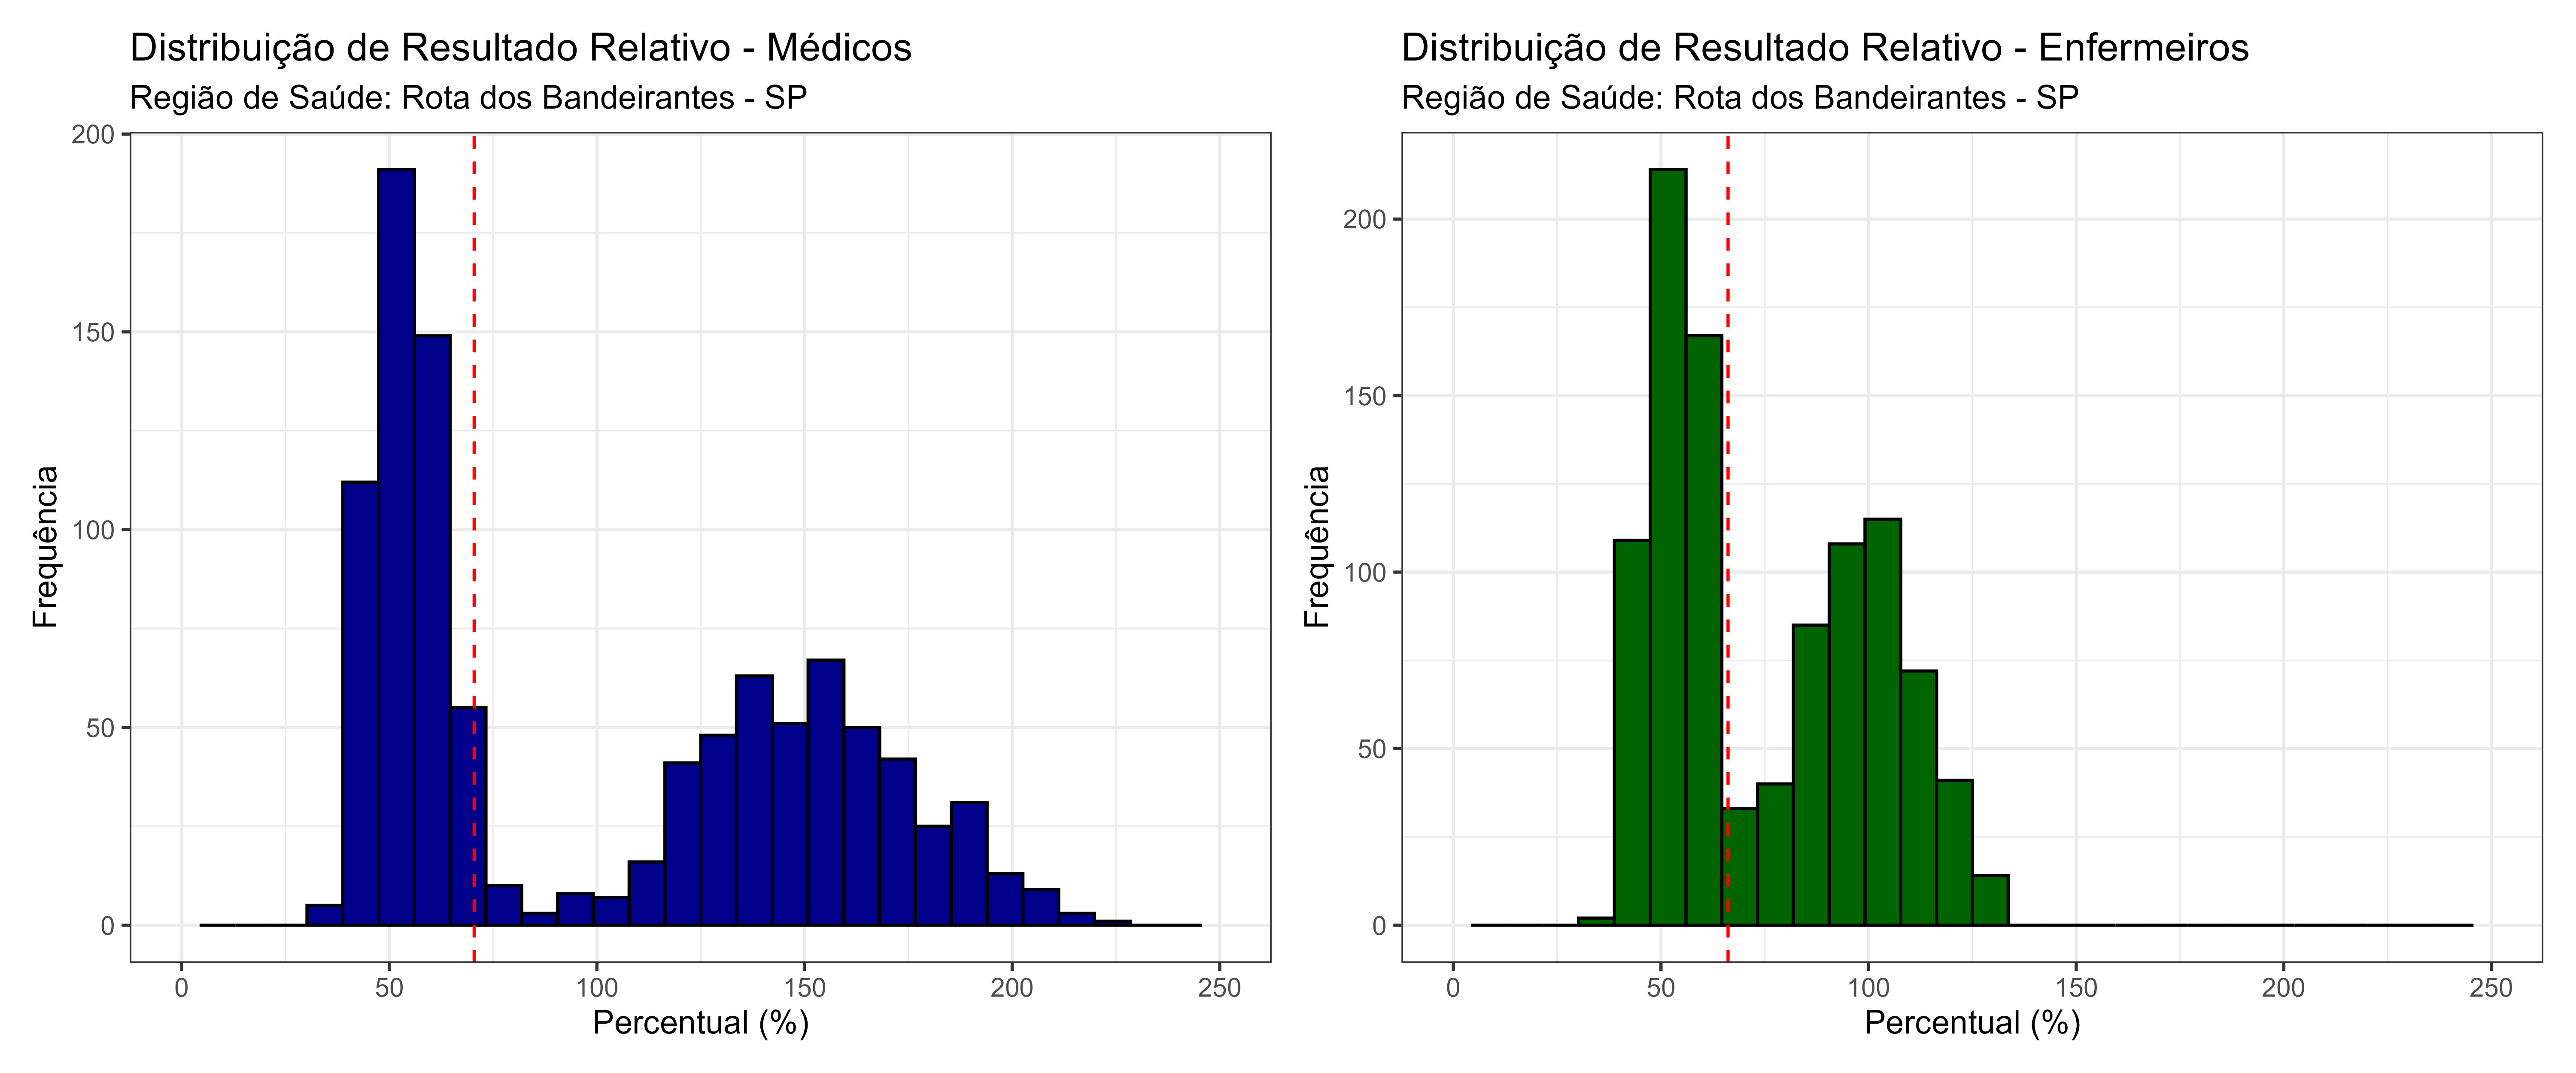 Distribuição de Resultado Relativo - Médicos
Região de Saúde: Rota dos Bandeirantes - SP
200
150
100
50
0
Frequência
0 50 100 150 200 250
Percentual (%)
Distribuição de Resultado Relativo - Enfermeiros
Região de Saúde: Rota dos Bandeirantes - SP
200
150
100
50
0
Frequência
0 50 100 150 200 250
Percentual (%)